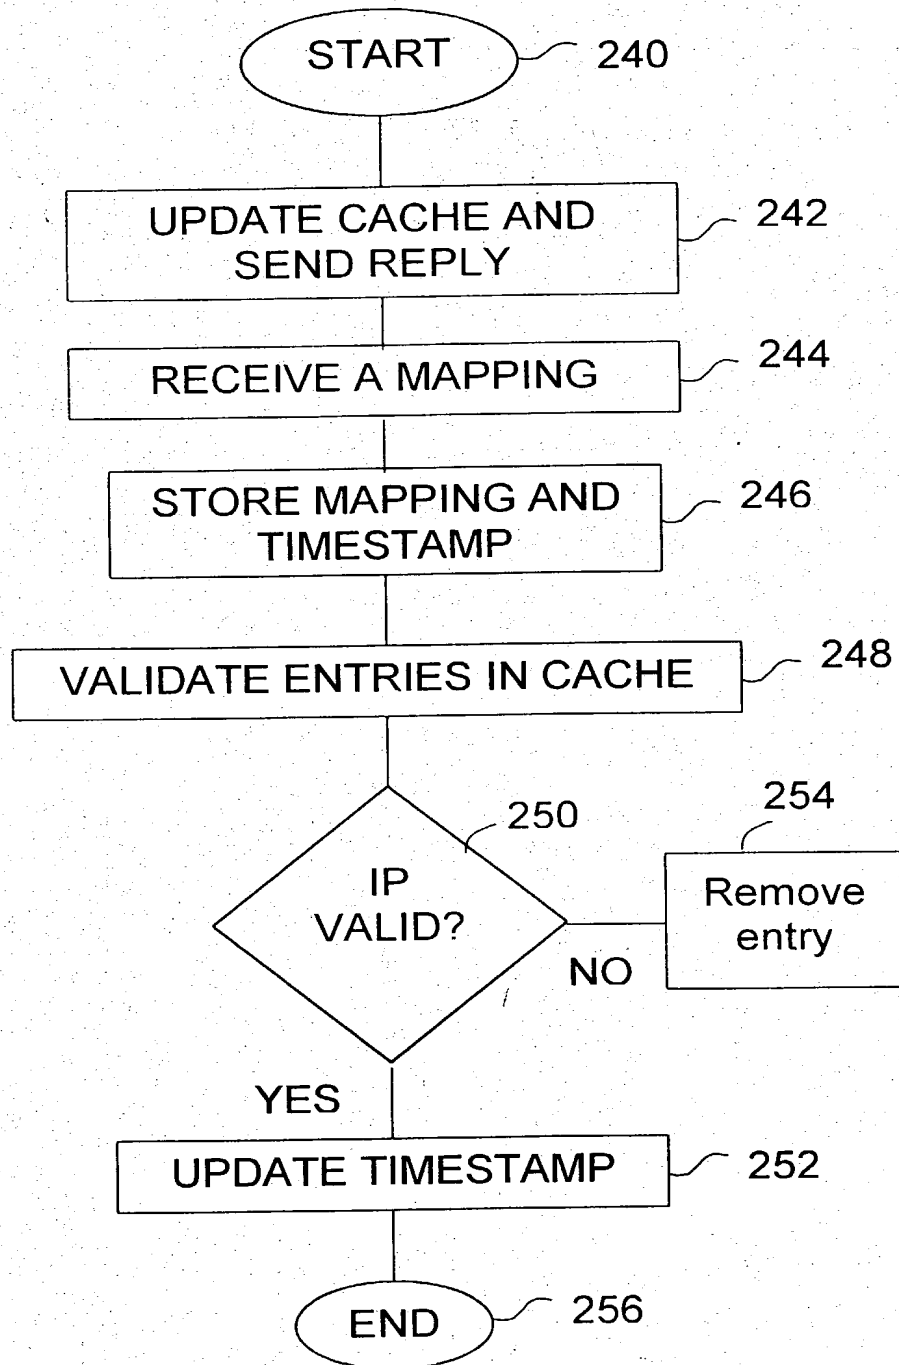 START
240
UPDATE CACHE AND
SEND REPLY
242
RECEIVE A MAPPING
244
STORE MAPPING AND
TIMESTAMP
246
VALIDATE ENTRIES IN CACHE
248
250
IP
VALID?
254
Remove
entry
NO
YES
UPDATE TIMESTAMP
252
END
256